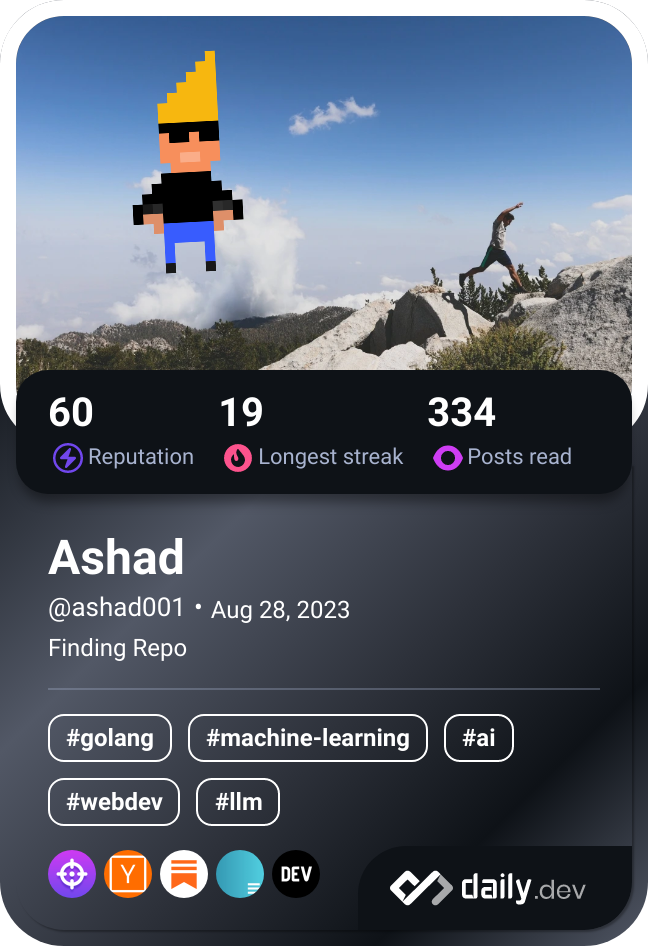 60 19 334
Reputation Longest streak Posts read
Ashad
@ashad001 • Aug 28, 2023
Finding Repo
#golang #machine-learning #ai
#webdev #llm
Y DEV daily.dev